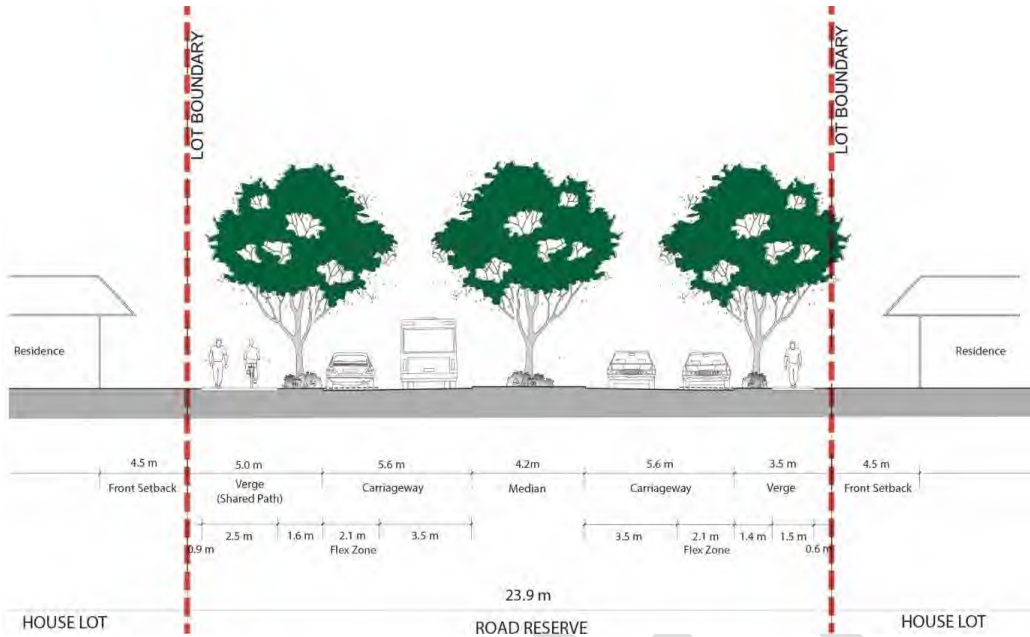 LOT BOUNDARY
LOT BOUNDARY
Residence
Residence
4.5 m
5.0 m
5.6 m
4.2m
5.6 m
3.5 m
4.5 m
Front Setback
Verge
(Shared Path)
Carriageway
Median
Carriageway
Verge
Front Setback
0.9 m
2.5 m
1.6 m
2.1 m
Flex Zone
3.5 m
3.5 m
2.1 m
Flex Zone
1.4 m
1.5 m
0.6 m
23.9 m
HOUSE LOT
ROAD RESERVE
HOUSE LOT